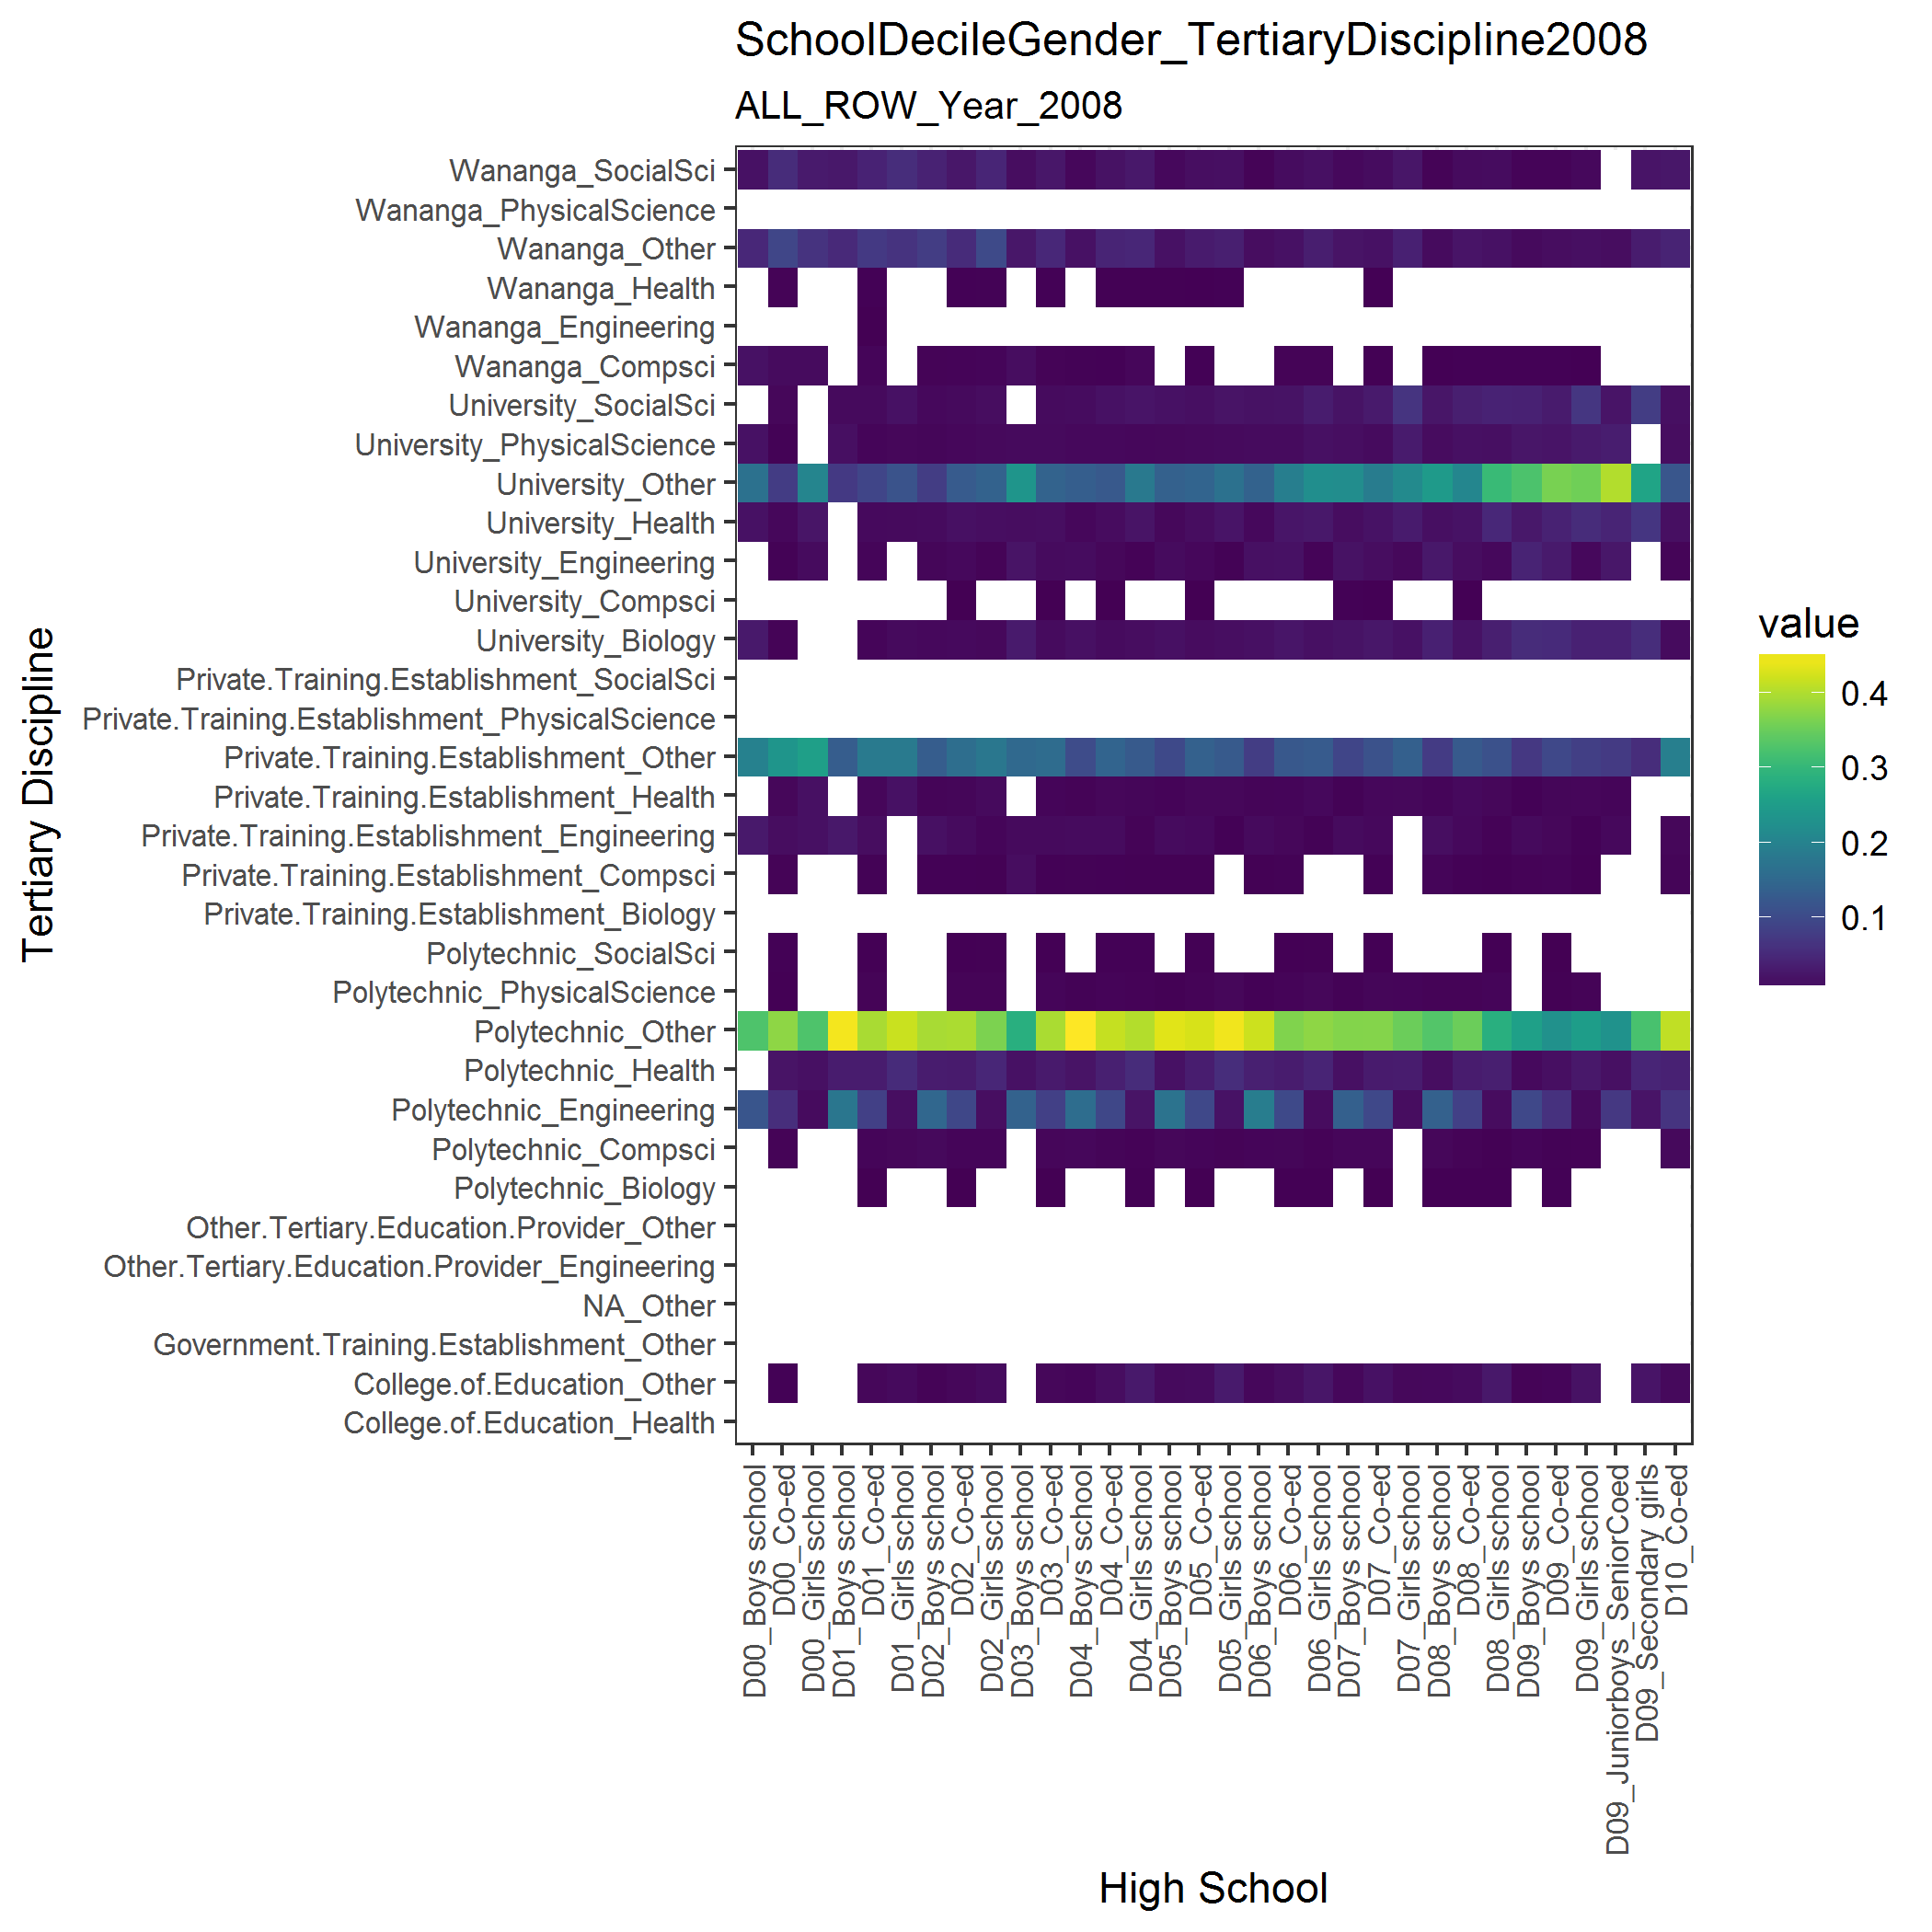 SchoolDecileGender_TertiaryDiscipline2008
ALL_ROW_Year_2008
Tertiary Discipline
Wananga_SocialSci
Wananga_PhysicalScience
Wananga_Other
Wananga_Health
Wananga_Engineering
Wananga_Compsci
University_SocialSci
University_PhysicalScience
University_Other
University_Health
University_Engineering
University_Compsci
University_Biology
Private.Training.Establishment_SocialSci
Private.Training.Establishment_PhysicalScience
Private.Training.Establishment_Other
Private.Training.Establishment_Health
Private.Training.Establishment_Engineering
Private.Training.Establishment_Compsci
Private.Training.Establishment_Biology
Polytechnic_SocialSci
Polytechnic_PhysicalScience
Polytechnic_Other
Polytechnic_Health
Polytechnic_Engineering
Polytechnic_Compsci
Polytechnic_Biology
Other.Tertiary.Education.Provider_Other
Other.Tertiary.Education.Provider_Engineering
NA_Other
Government.Training.Establishment_Other
College.of.Education_Other
College.of.Education_Health
D00_Boys school
D00_Co-ed
D00_Girls school
D01_Boys school
D01_Co-ed
D01_Girls school
D02_Boys school
D02_Co-ed
D02_Girls school
D03_Boys school
D03_Co-ed
D04_Boys school
D04_Co-ed
D04_Girls school
D05_Boys school
D05_Co-ed
D05_Girls school
D06_Boys school
D06_Co-ed
D06_Girls school
D07_Boys school
D07_Co-ed
D07_Girls school
D08_Boys school
D08_Co-ed
D08_Girls school
D09_Boys school
D09_Co-ed
D09_Girls school
D09_Juniorboys_SeniorCoed
D09_Secondary girls
D10_Co-ed
High School
value
0.4
0.3
0.2
0.1